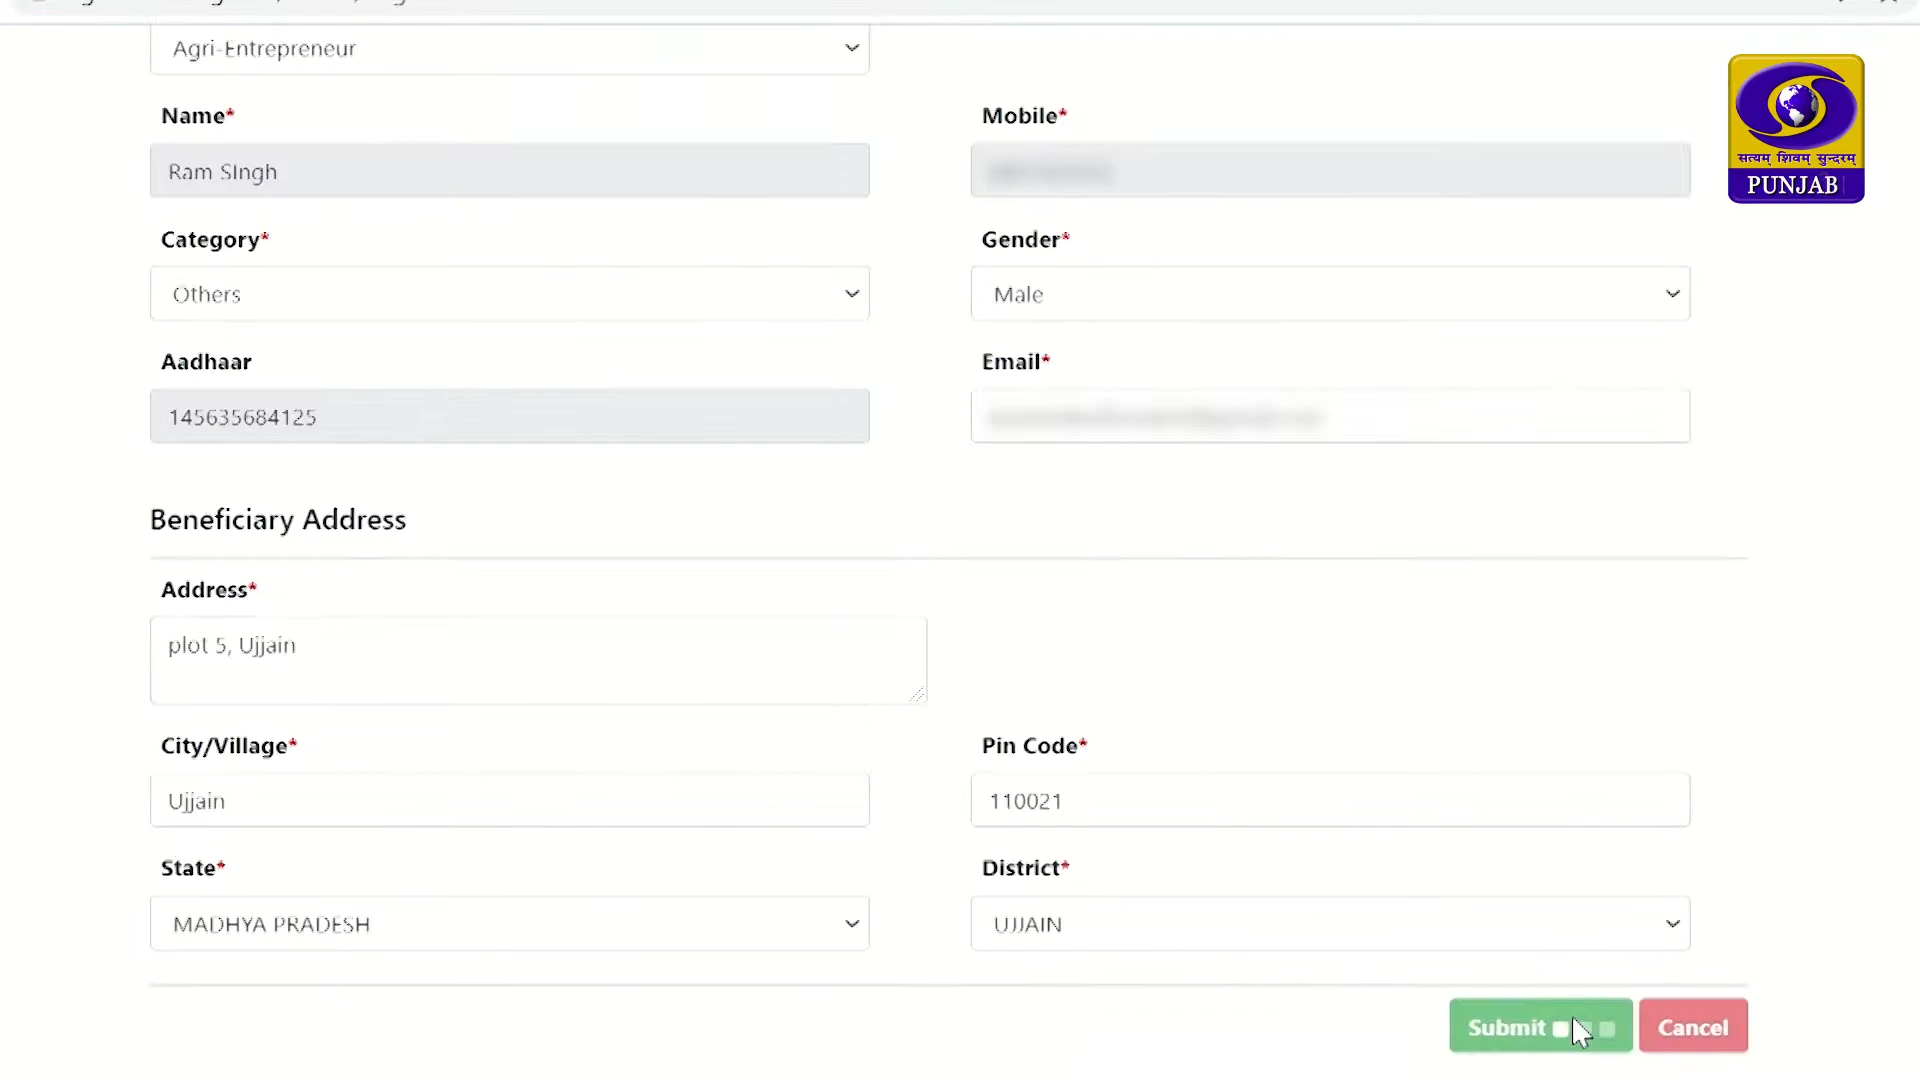 Agri-Entrepreneur
Name*
Mobile*
Ram SIngh
Category*
Gender*
Others
Male
Aadhaar
Email*
145635684125
Beneficiary Address
Address*
plot 5, Ujjain
City/Village*
Pin Code*
Ujjain
110021
State*
District*
MADHYA PRADESH
UJJAIN
Submit
Cancel
सत्यम् शिवम् सुन्दरम्
PUNJAB